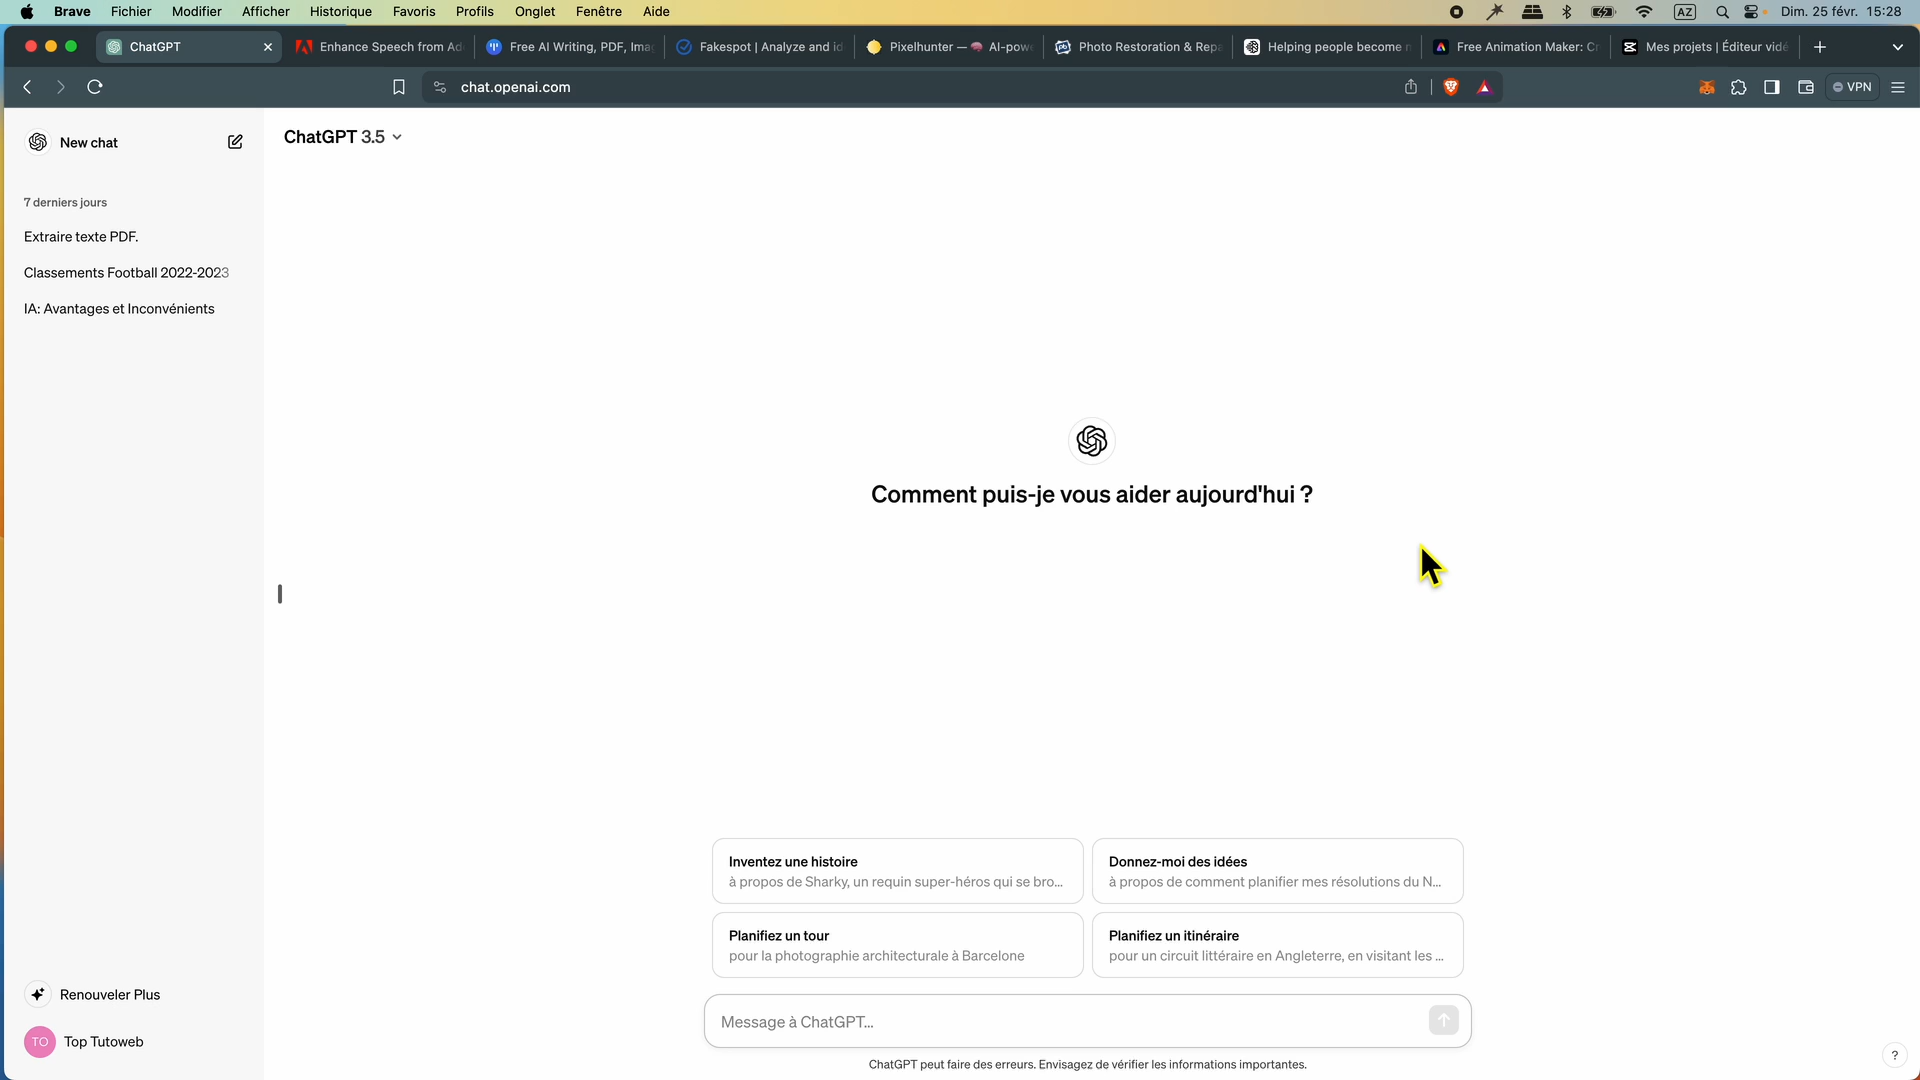 Brave Fichier Modifier Afficher Historique Favoris Profils Onglet Fenêtre Aide AZ Dim. 25 févr. 15:28
ChatGPT Enhance Speech from Ad Free AI Writing, PDF, Ima Fakespot | Analyze and id Pixelhunter — AI-pow Photo Restoration & Repa Helping people become Free Animation Maker: C Mes projets | Éditeur vidé
chat.openai.com VPN
New chat
ChatGPT 3.5
7 derniers jours
Extraire texte PDF.
Classements Football 2022-2023
IA: Avantages et Inconvénients
Comment puis-je vous aider aujourd'hui ?
Inventez une histoire
à propos de Sharky, un requin super-héros qui se bro...
Donnez-moi des idées
à propos de comment planifier mes résolutions du N...
Planifiez un tour
pour la photographie architecturale à Barcelone
Planifiez un itinéraire
pour un circuit littéraire en Angleterre, en visitant les ...
Renouveler Plus
TO Top Tutoweb
Message à ChatGPT...
ChatGPT peut faire des erreurs. Envisagez de vérifier les informations importantes.
?